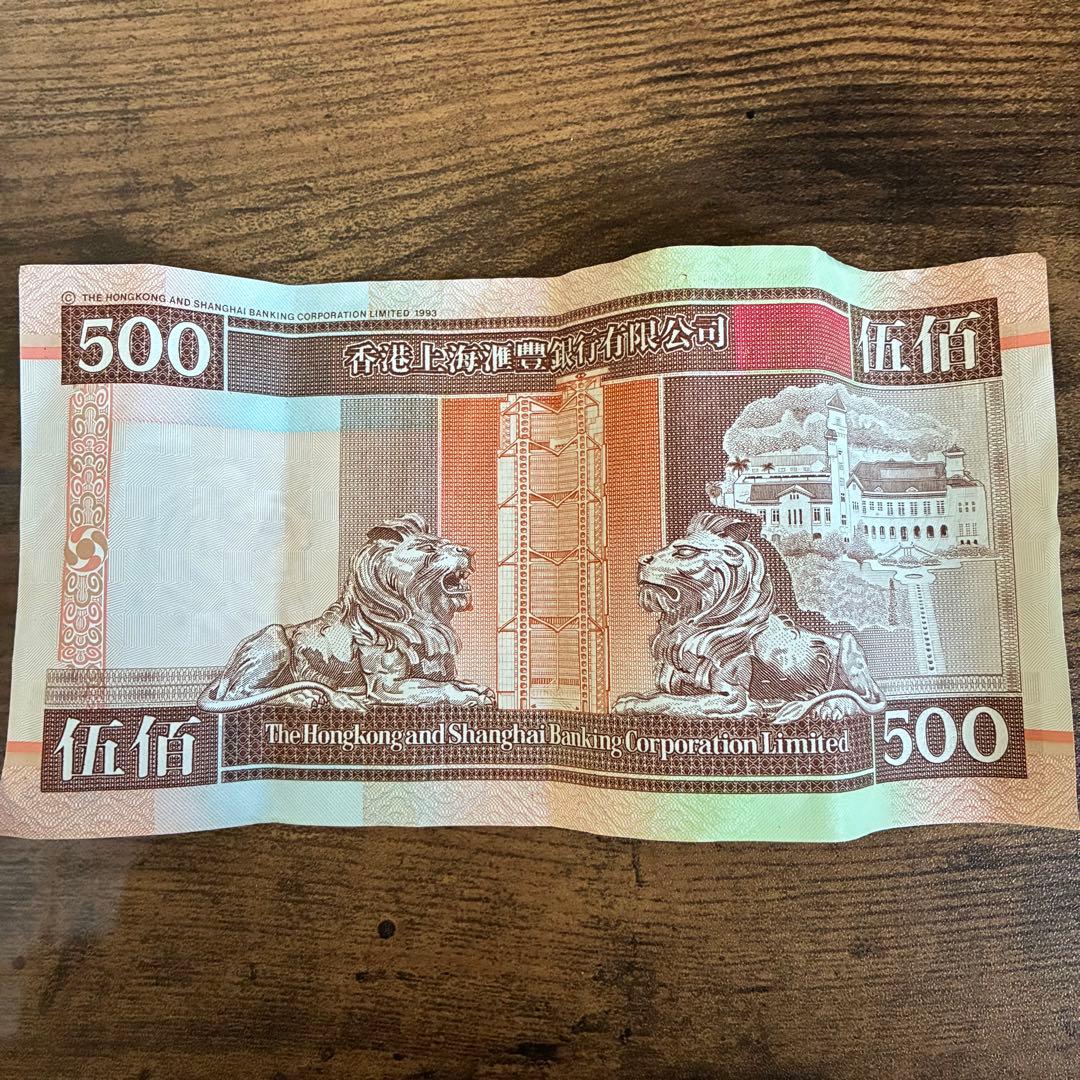 © THE HONGKONG AND SHANGHAI BANKING CORPORATION LIMITED 1993
500
香港上海滙豐銀行有限公司
伍佰
伍佰
The Hongkong and Shanghai Banking Corporation Limited
500